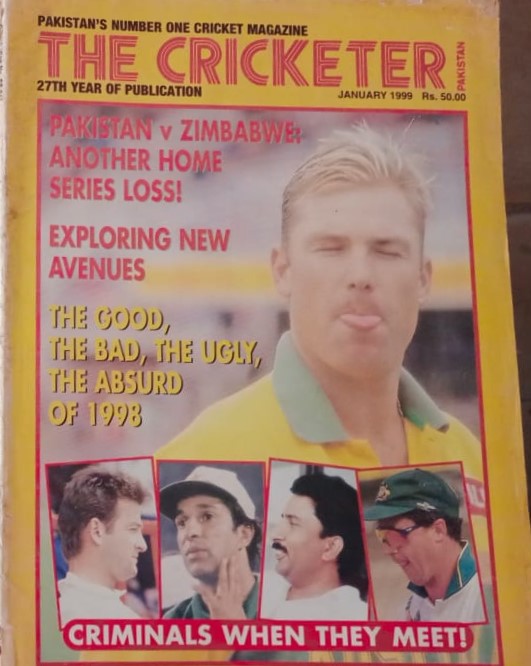 PAKISTAN'S NUMBER ONE CRICKET MAGAZINE
THE CRICKETER
PAKISTAN
27TH YEAR OF PUBLICATION
JANUARY 1999 Rs. 50.00
PAKISTAN v ZIMBABWE:
ANOTHER HOME
SERIES LOSS!
EXPLORING NEW
AVENUES
THE GOOD,
THE BAD, THE UGLY,
THE ABSURD
OF 1998
CRIMINALS WHEN THEY MEET!